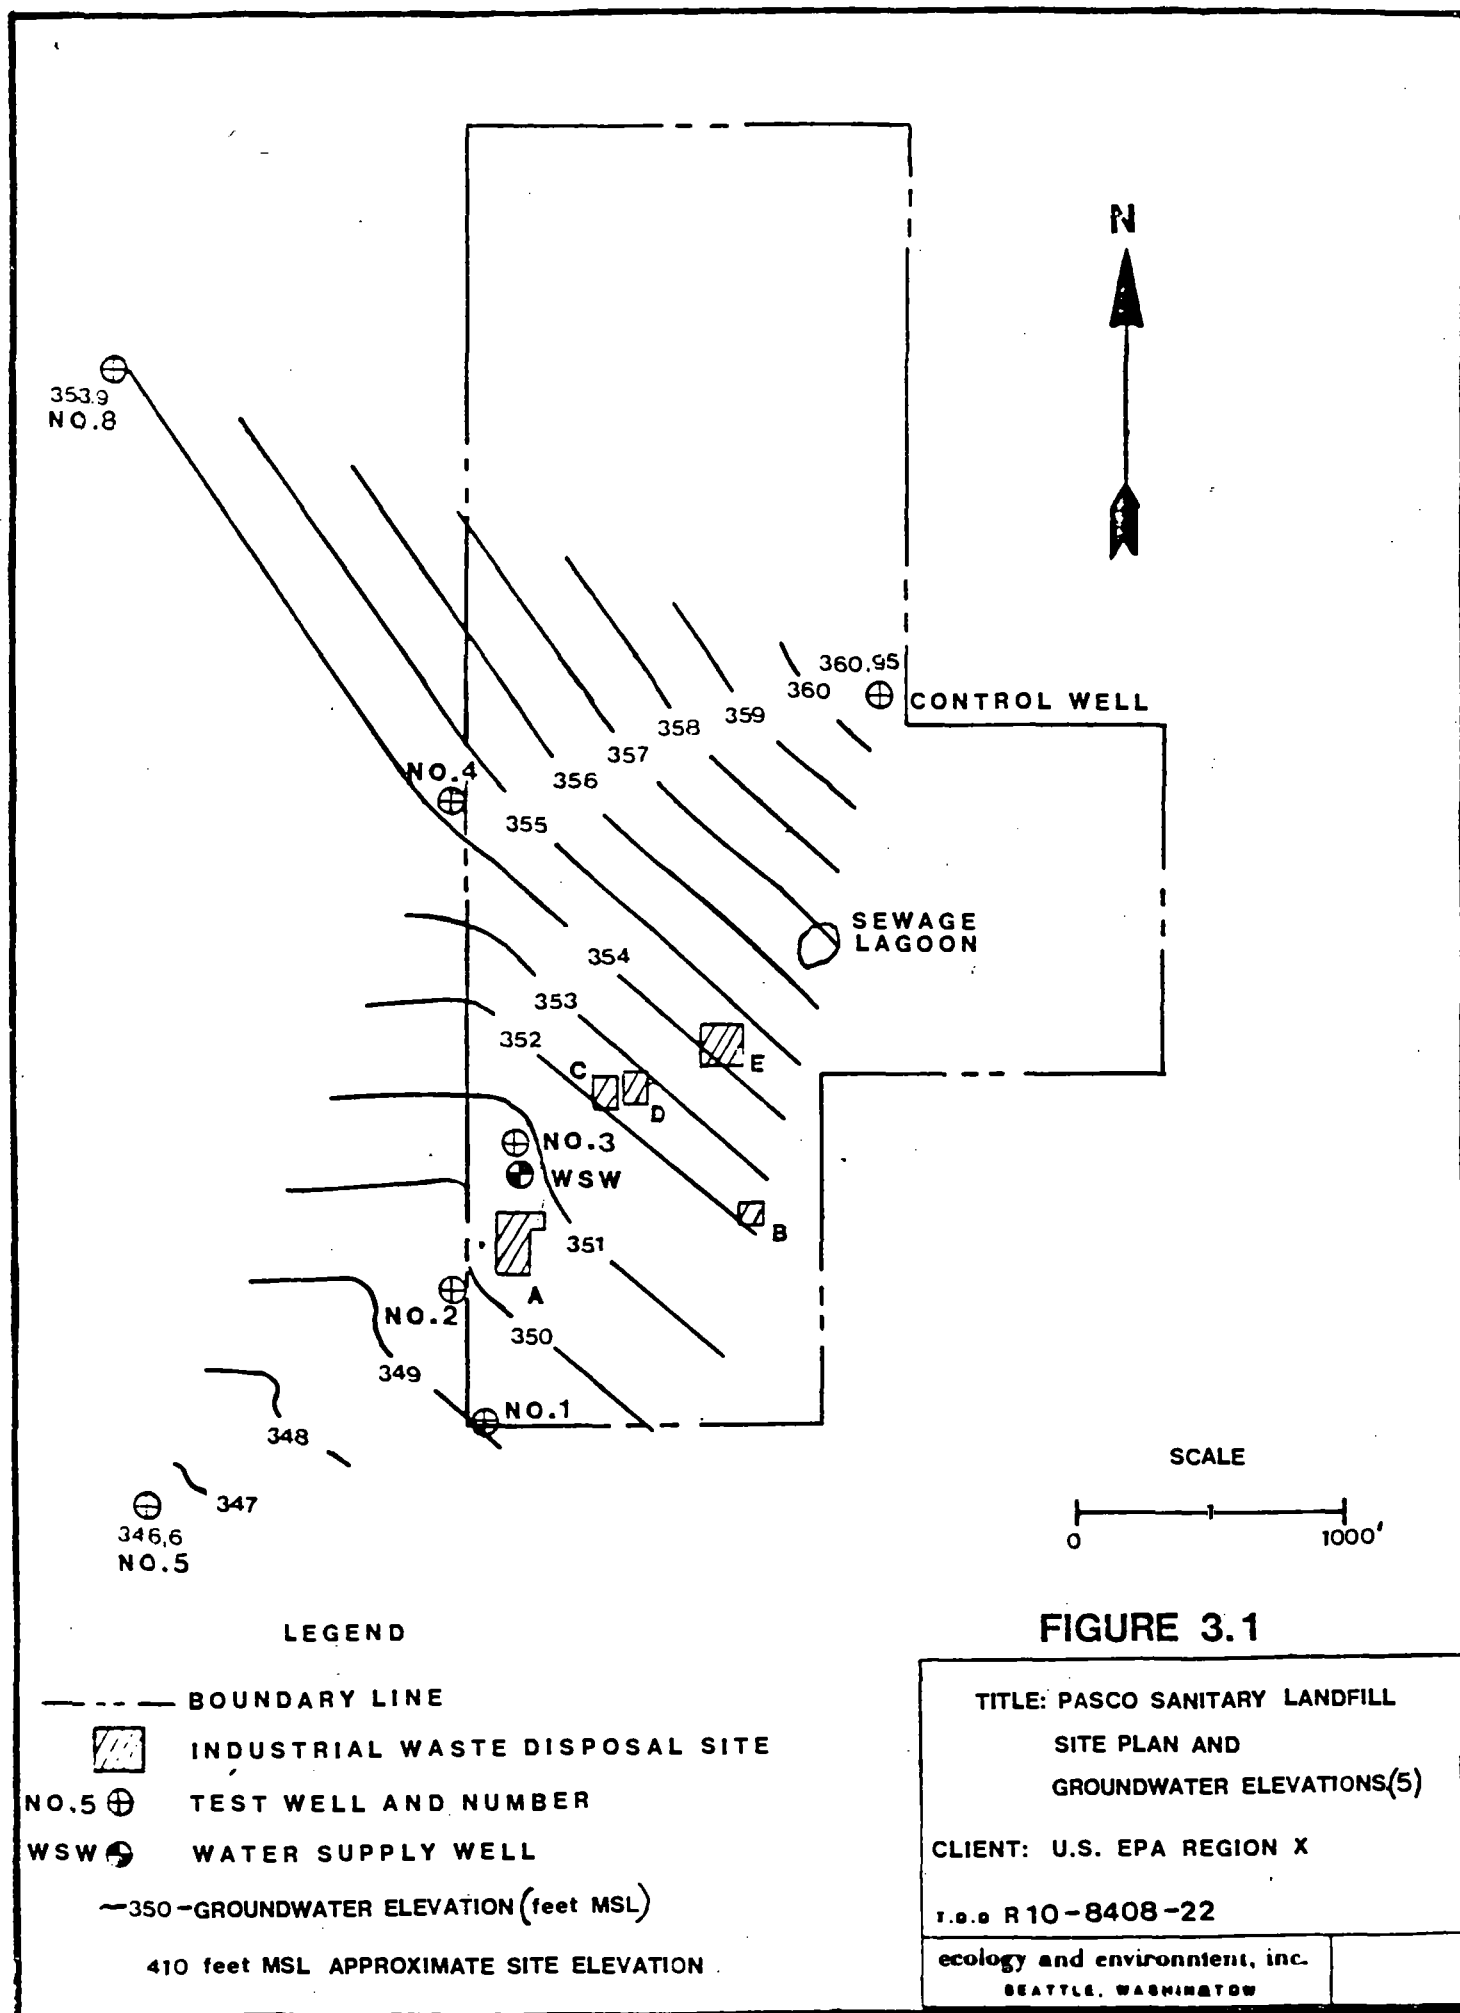 N
353.9
NO.8
360.95
360
CONTROL WELL
359
358
357
NO.4
356
355
SEWAGE
LAGOON
354
353
352
C
E
D
NO.3
WSW
B
351
A
NO.2
350
349
NO.1
348
SCALE
347
346,6
NO.5
0
1000'
LEGEND
FIGURE 3.1
BOUNDARY LINE
INDUSTRIAL WASTE DISPOSAL SITE
NO.5 TEST WELL AND NUMBER
WSW WATER SUPPLY WELL
~350-GROUNDWATER ELEVATION (feet MSL)
410 feet MSL APPROXIMATE SITE ELEVATION
TITLE: PASCO SANITARY LANDFILL
SITE PLAN AND
GROUNDWATER ELEVATIONS(5)
CLIENT: U.S. EPA REGION X
T.D.D R10-8408-22
ecology and environment, inc.
SEATTLE, WASHINGTON